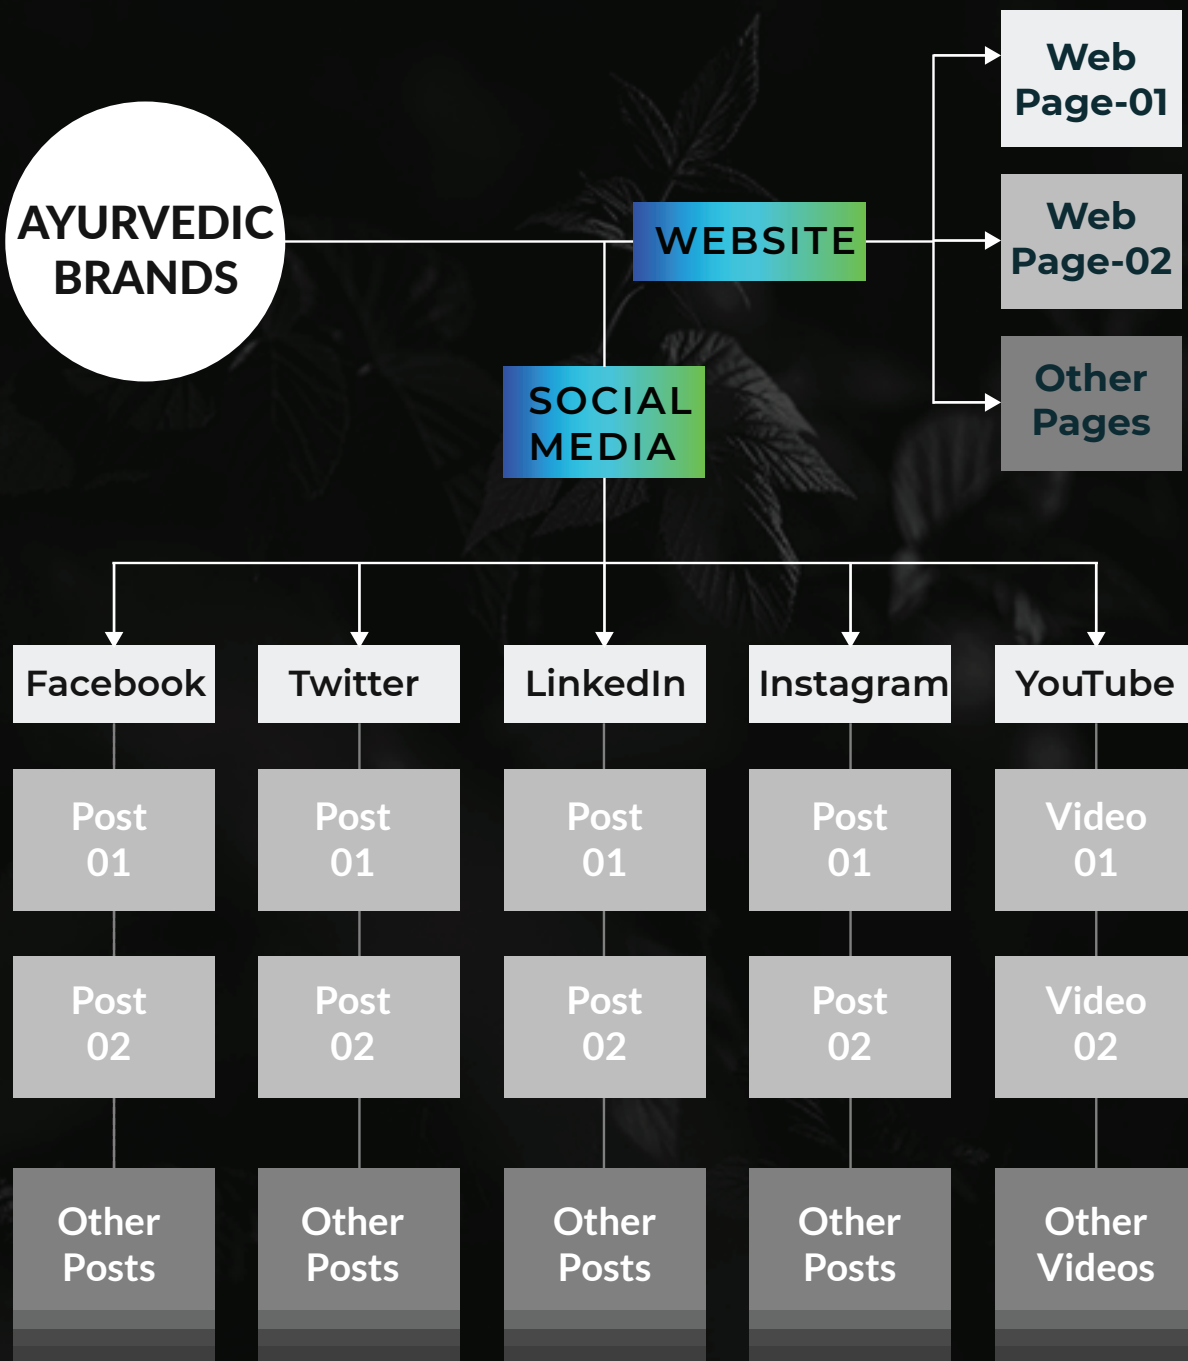 AYURVEDIC
BRANDS
WEBSITE
Web
Page-01
Web
Page-02
Other
Pages
SOCIAL
MEDIA
Facebook
Twitter
LinkedIn
Instagram
YouTube
Post
01
Post
01
Post
01
Post
01
Video
01
Post
02
Post
02
Post
02
Post
02
Video
02
Other
Posts
Other
Posts
Other
Posts
Other
Posts
Other
Videos